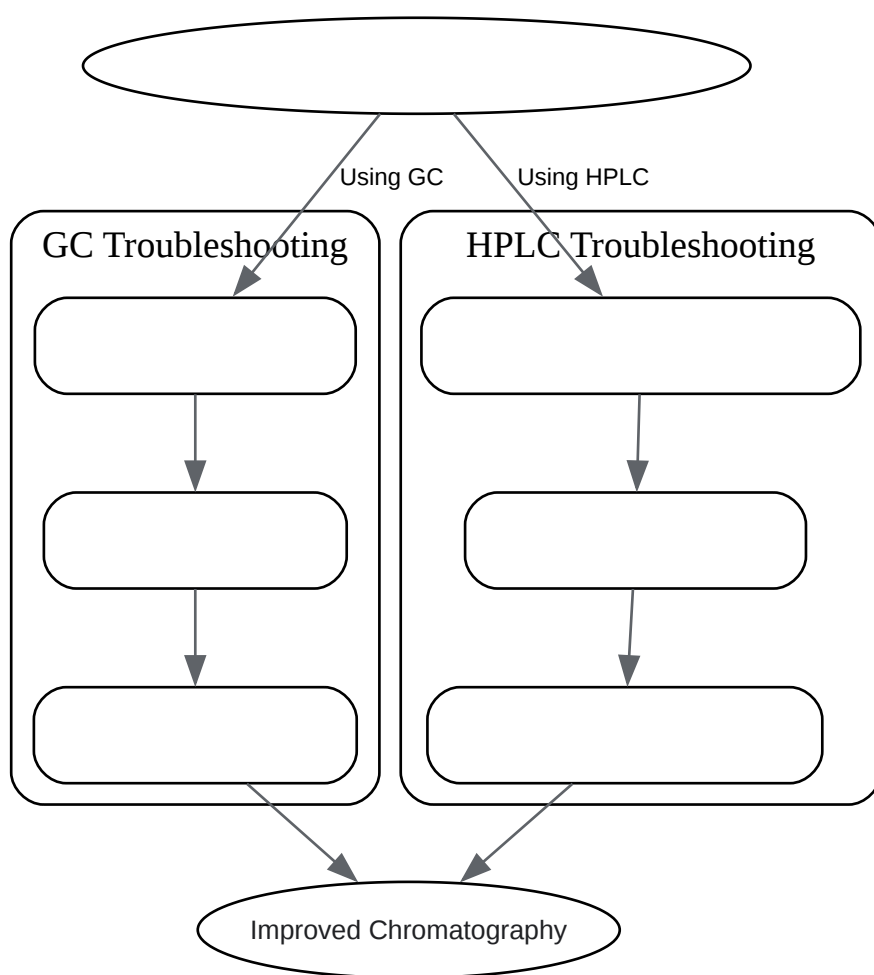 Using GC
Using HPLC
GC Troubleshooting
HPLC Troubleshooting
Improved Chromatography